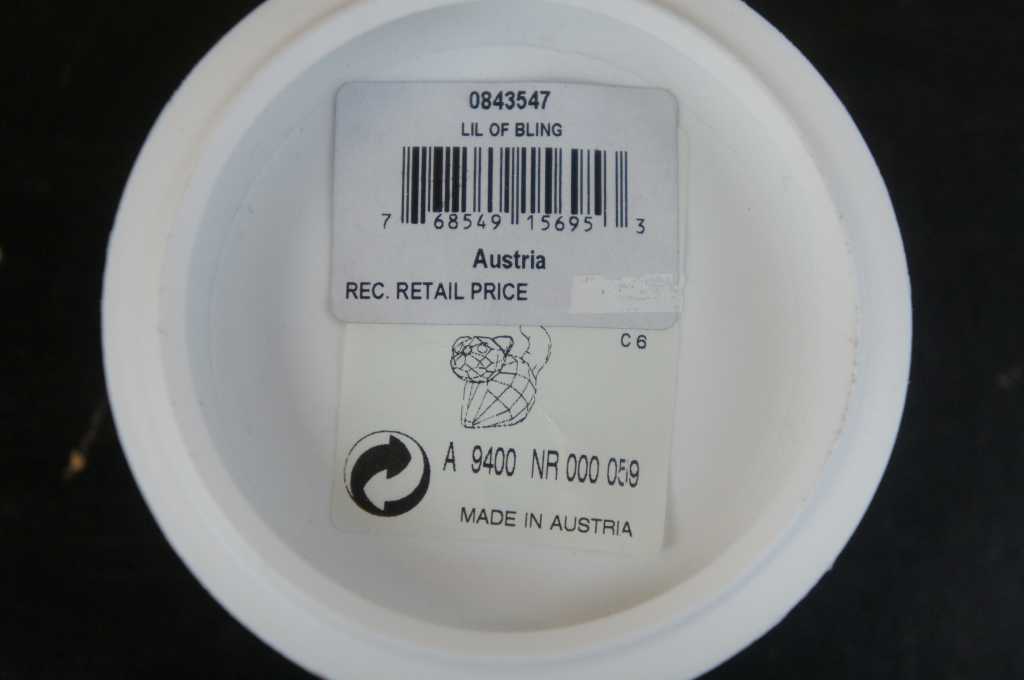 0843547
LIL OF BLING
7 68549 15695 3
Austria
REC. RETAIL PRICE
C 6
A 9400 NR 000 059
MADE IN AUSTRIA